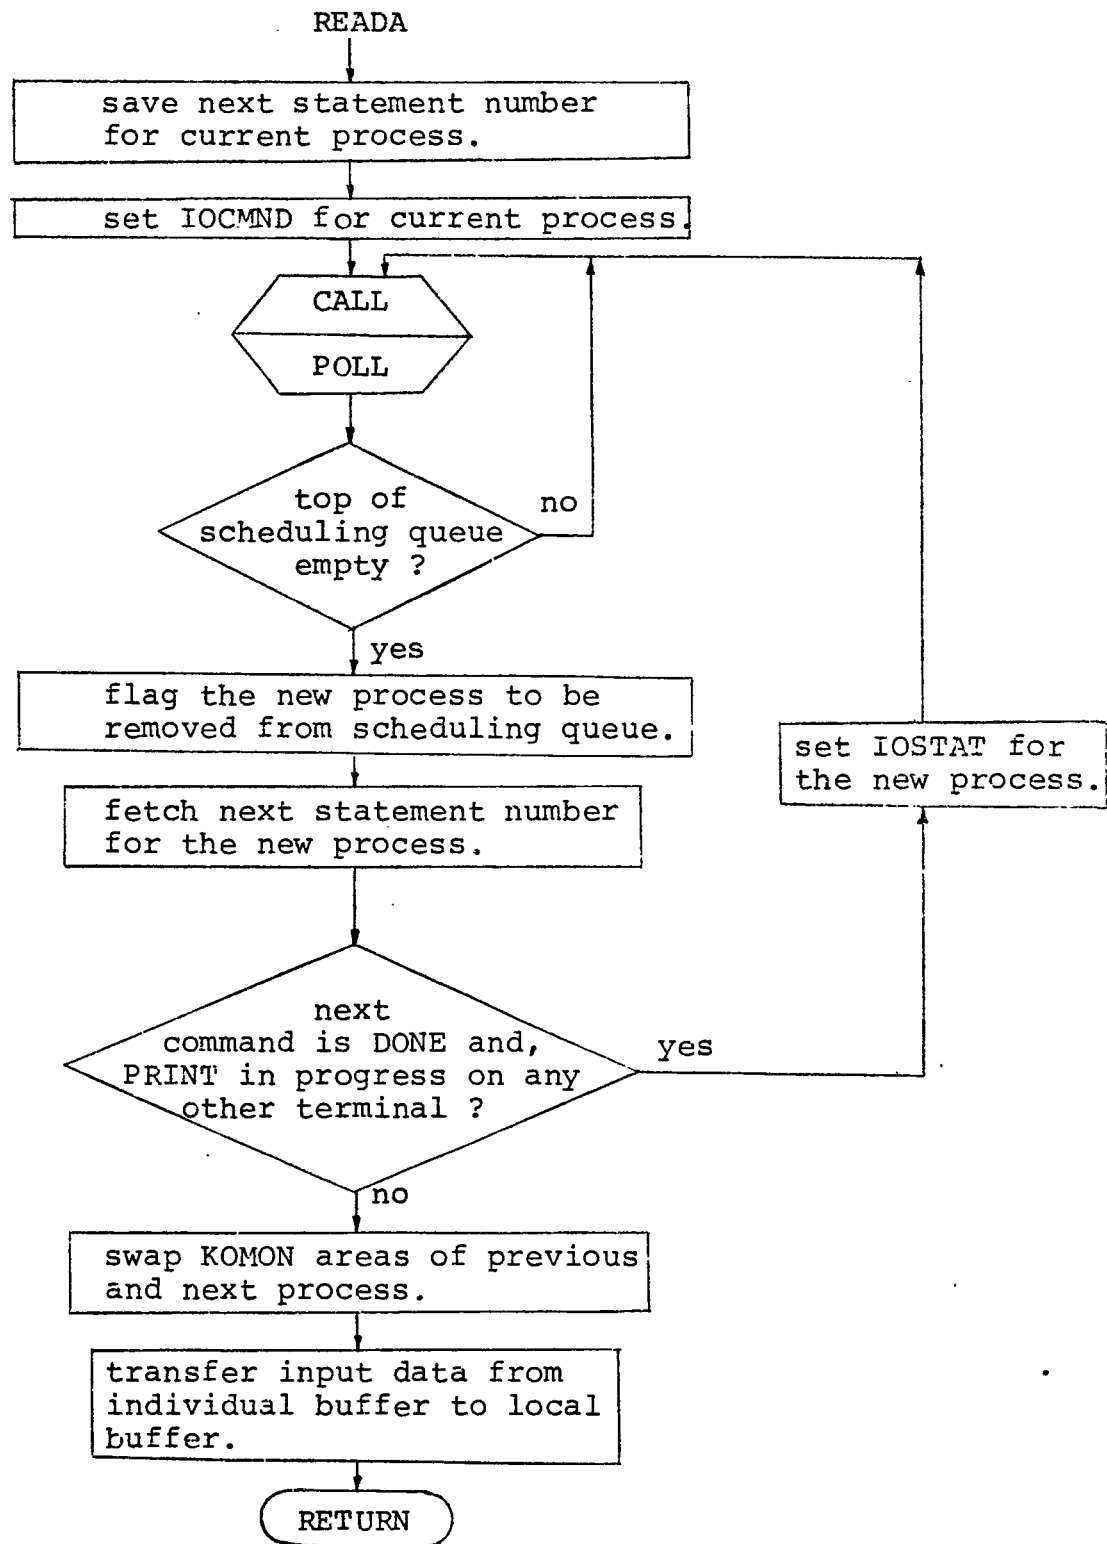 READA
save next statement number
for current process.
set IOCMND for current process.
CALL
POLL
top of
scheduling queue
empty ?
no
yes
flag the new process to be
removed from scheduling queue.
set IOSTAT for
the new process.
fetch next statement number
for the new process.
next
command is DONE and,
PRINT in progress on any
other terminal ?
yes
no
swap KOMON areas of previous
and next process.
transfer input data from
individual buffer to local
buffer.
RETURN